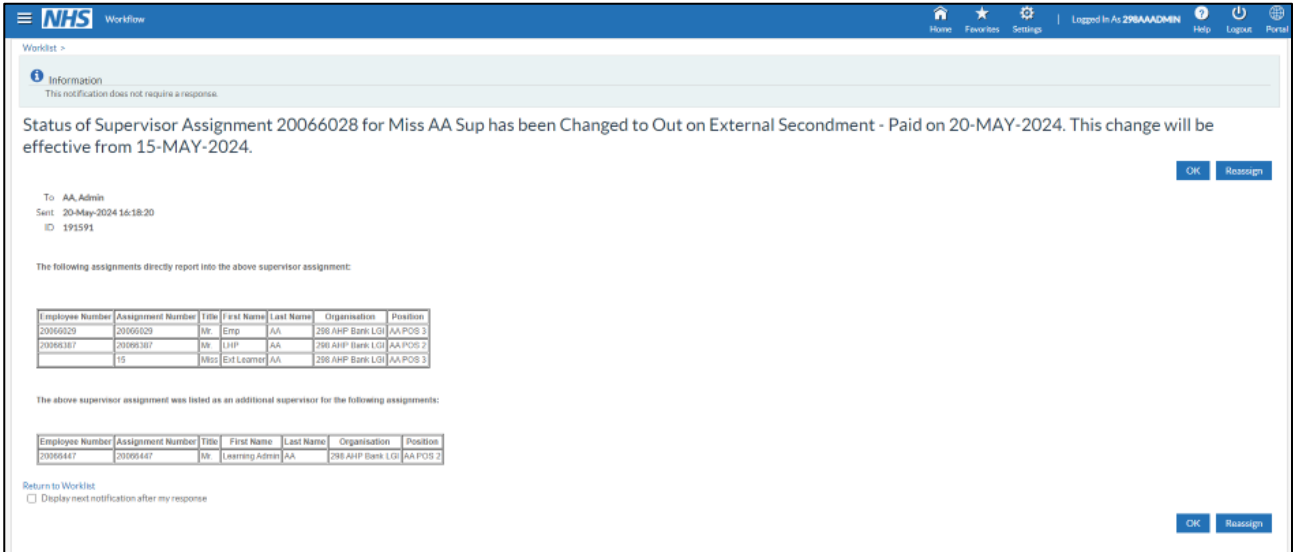 NHS Workflow
Home Favorites Settings | Logged In As 298AAADMIN Help Logout Portal
Worklist >
Information
This notification does not require a response.
Status of Supervisor Assignment 20066028 for Miss AA Sup has been Changed to Out on External Secondment - Paid on 20-MAY-2024. This change will be
effective from 15-MAY-2024.
OK Reassign
To AA, Admin
Sent 20-May-2024 16:18:20
ID 191591
The following assignments directly report into the above supervisor assignment:
Employee Number Assignment Number Title First Name Last Name Organisation Position
20066029 20066029 Mr. Emp AA 298 AHP Bank LGI AA POS 3
20066387 20066387 Mr. LHP AA 298 AHP Bank LGI AA POS 2
15 Miss Ext Learner AA 298 AHP Bank LGI AA POS 3
The above supervisor assignment was listed as an additional supervisor for the following assignments:
Employee Number Assignment Number Title First Name Last Name Organisation Position
20066447 20066447 Mr. Learning Admin AA 298 AHP Bank LGI AA POS 2
Return to Worklist
Display next notification after my response
OK Reassign